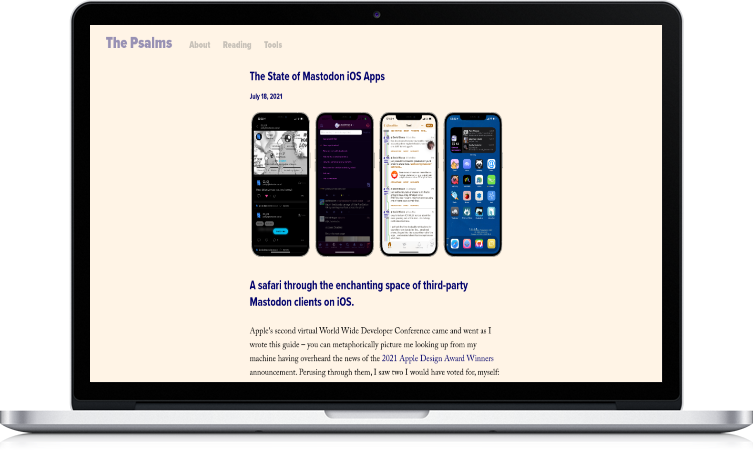 The Psalms
About Reading Tools
The State of Mastodon iOS Apps
July 18, 2021
A safari through the enchanting space of third-party
Mastodon clients on iOS.
Apple's second virtual World Wide Developer Conference came and went as I
wrote this guide – you can metaphorically picture me looking up from my
machine having overheard the news of the 2021 Apple Design Award Winners
announcement. Perusing through them, I saw two I would have voted for, myself: